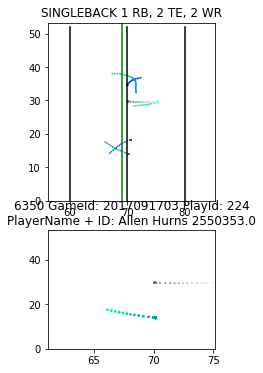 SINGLEBACK 1 RB, 2 TE, 2 WR
50
40
30
20
10
0
60 70 80
6350 GameId: 2017091703 PlayId: 224
PlayerName + ID: Allen Hurns 2550353.0
40
20
0
65 70 75